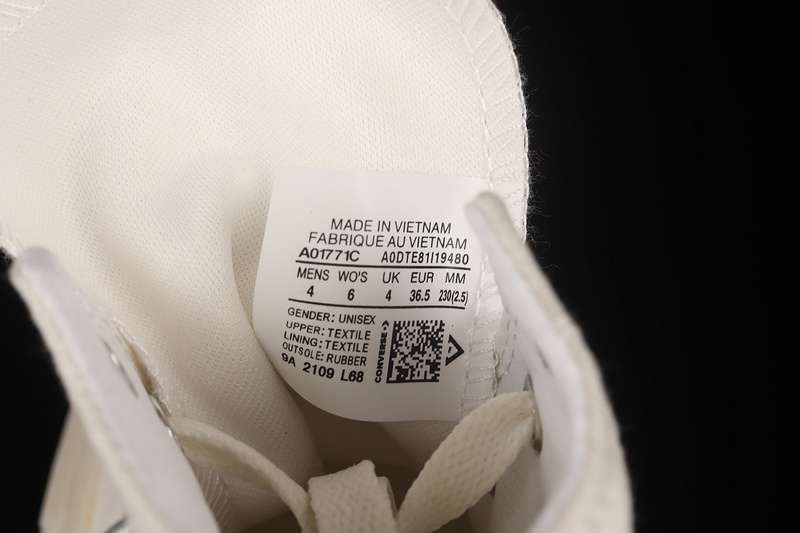 MADE IN VIETNAM
FABRIQUE AU VIETNAM
A01771C A0DTE81I19480
MENS WO'S UK EUR MM
4 6 4 36.5 230(2.5)
GENDER: UNISEX
UPPER: TEXTILE
LINING: TEXTILE
OUTSOLE: RUBBER
9A 2109 L68
CONVERSE